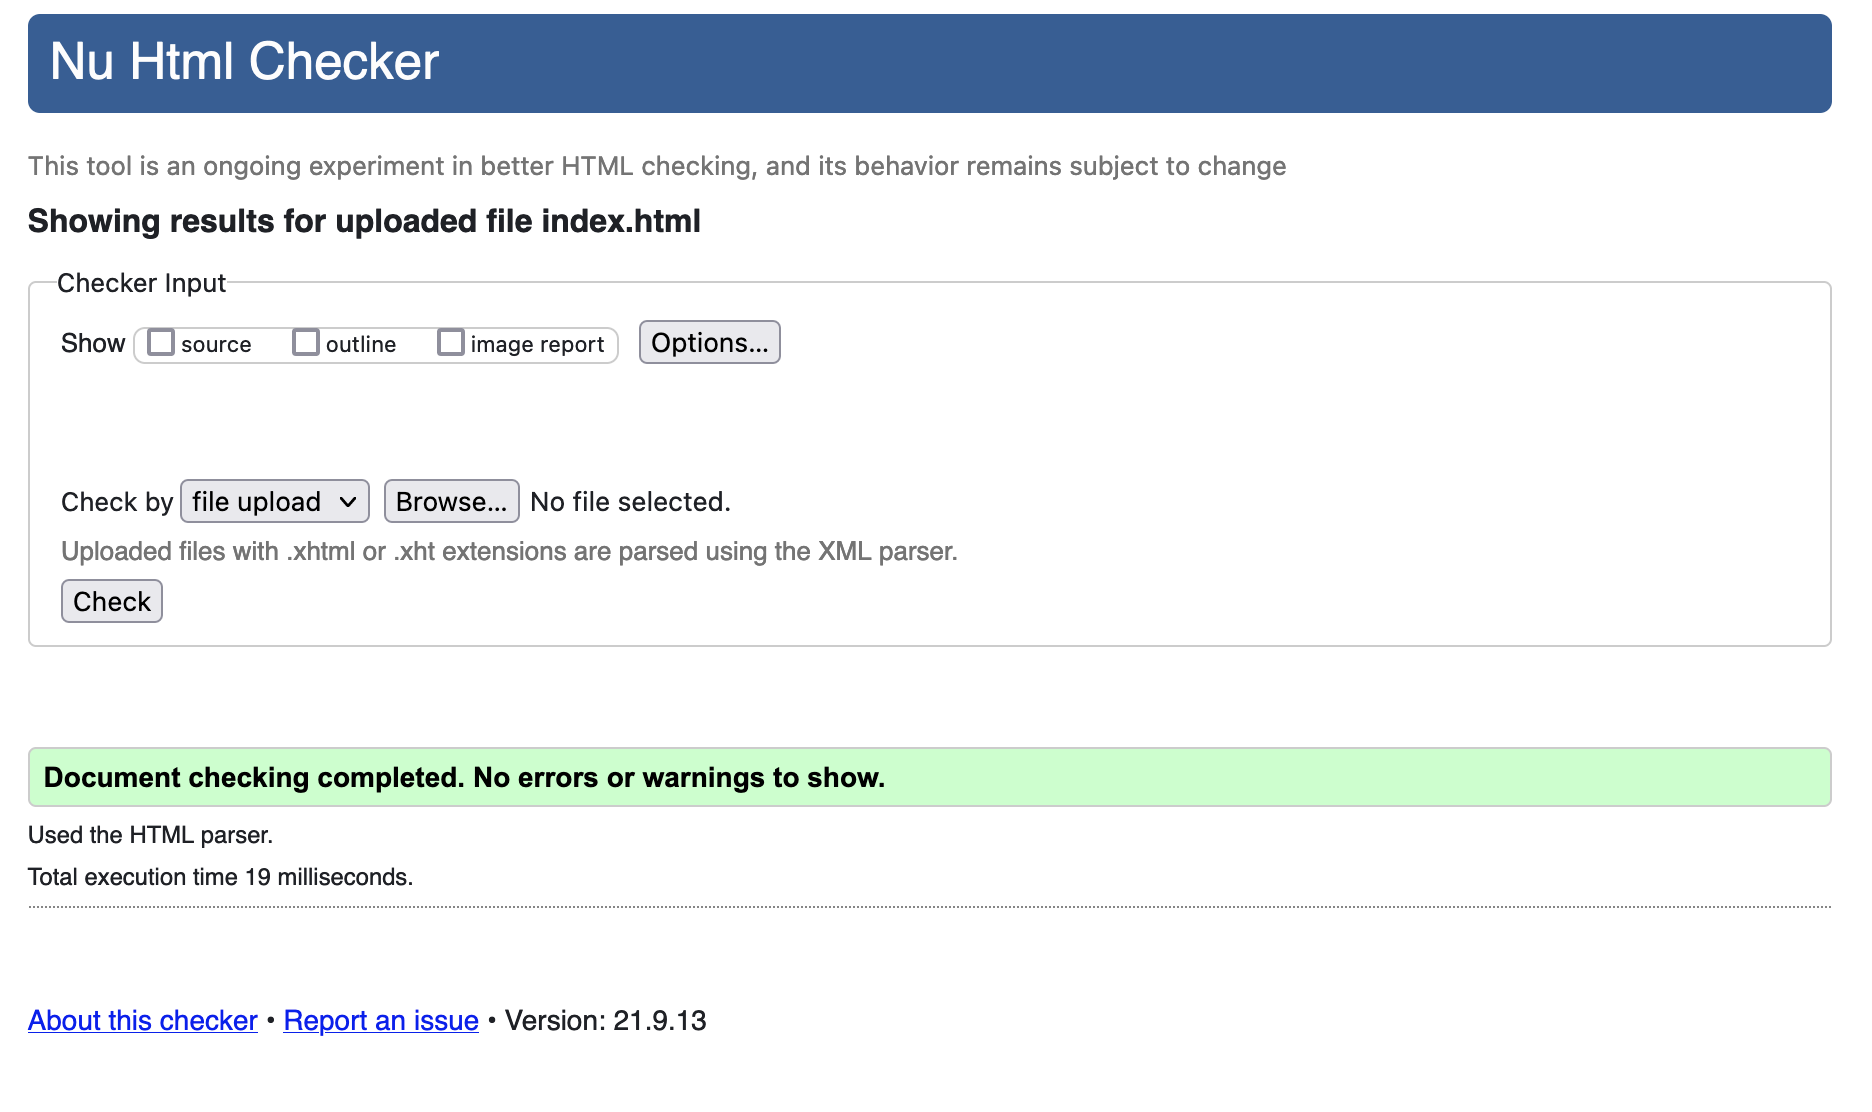 Nu Html Checker
This tool is an ongoing experiment in better HTML checking, and its behavior remains subject to change
Showing results for uploaded file index.html
Checker Input
Show source outline image report Options...
Check by file upload Browse... No file selected.
Uploaded files with .xhtml or .xht extensions are parsed using the XML parser.
Check
Document checking completed. No errors or warnings to show.
Used the HTML parser.
Total execution time 19 milliseconds.
About this checker • Report an issue • Version: 21.9.13